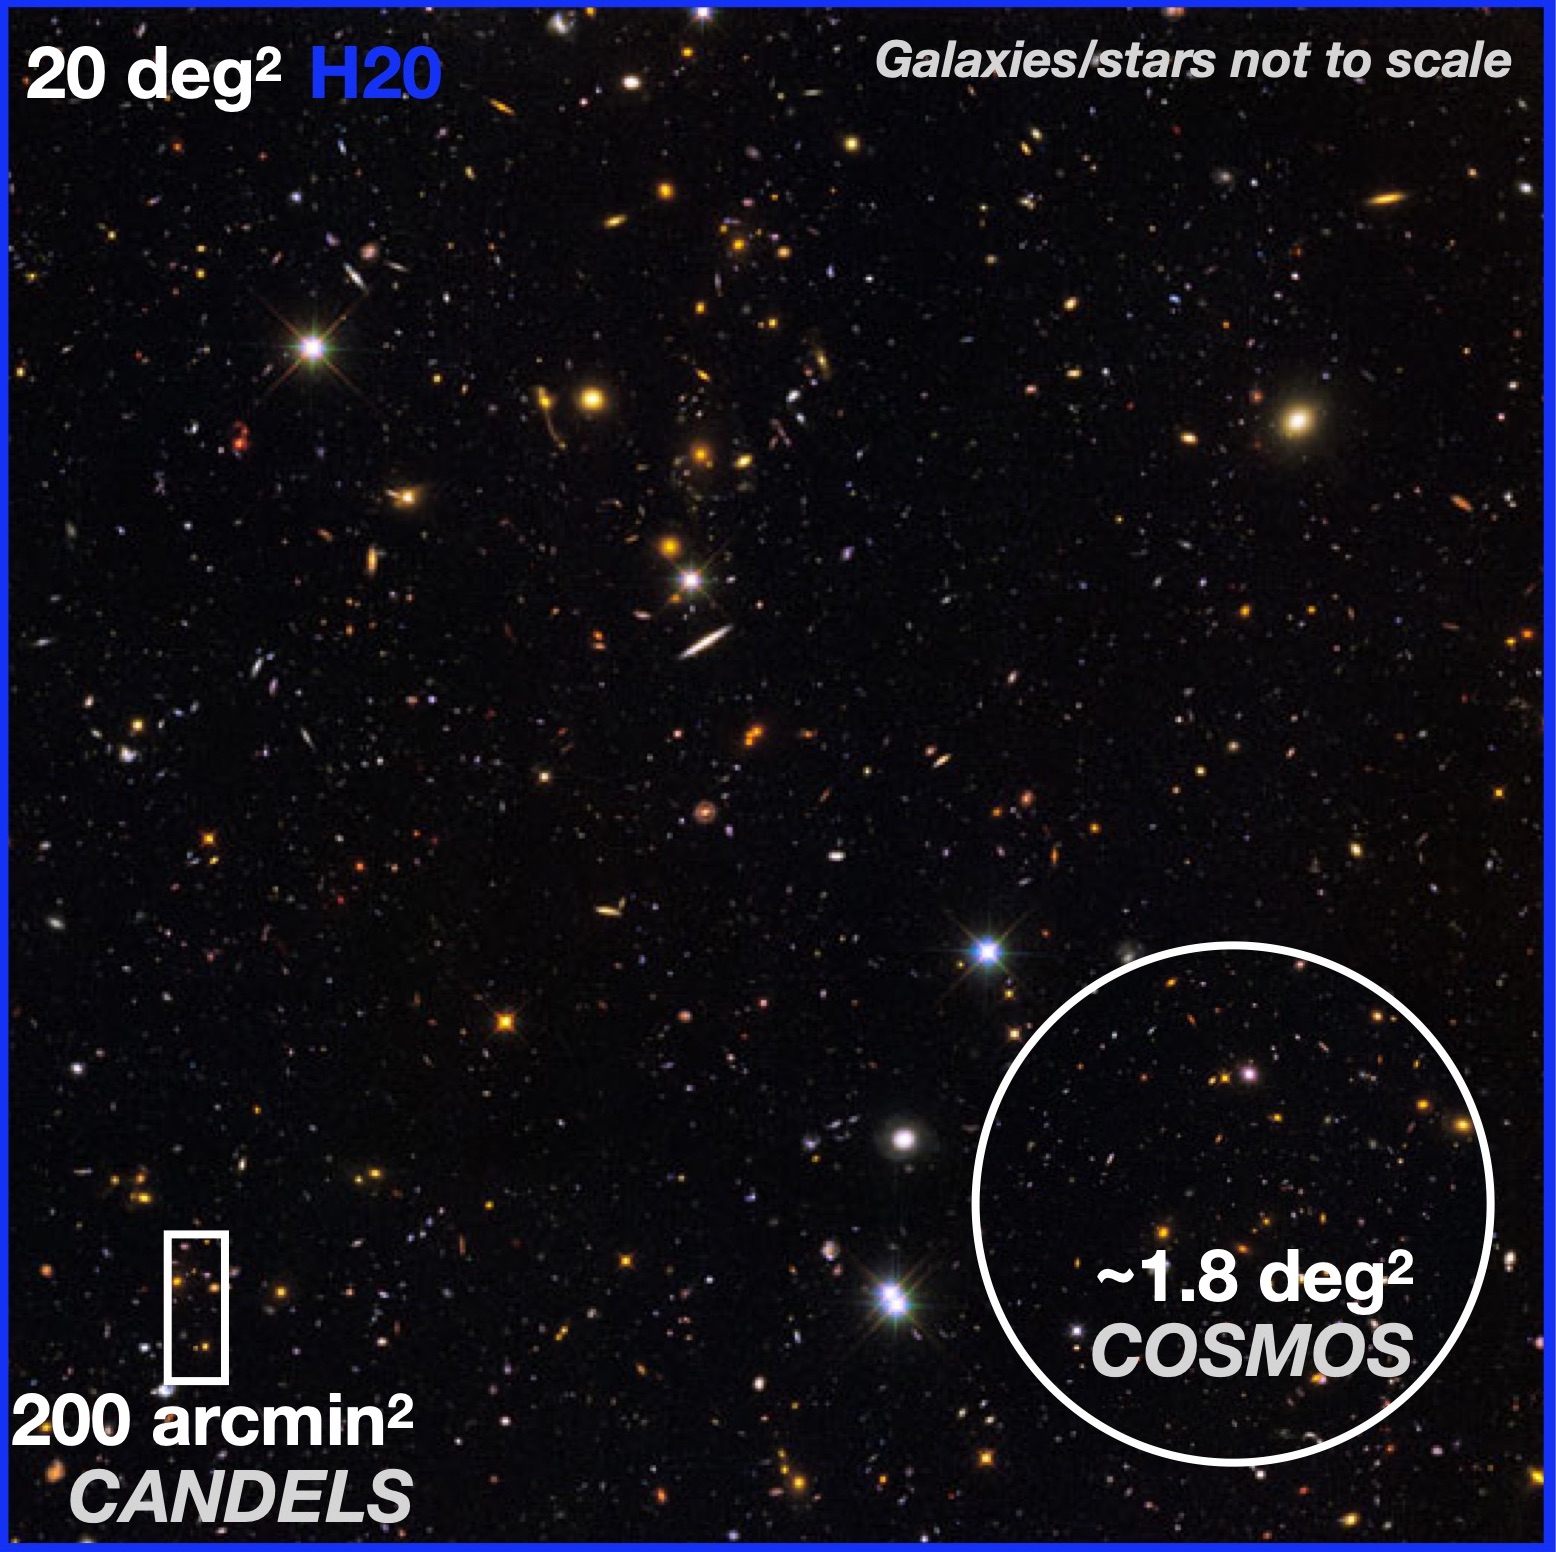 20 deg² H20
Galaxies/stars not to scale
~1.8 deg²
COSMOS
200 arcmin²
CANDELS